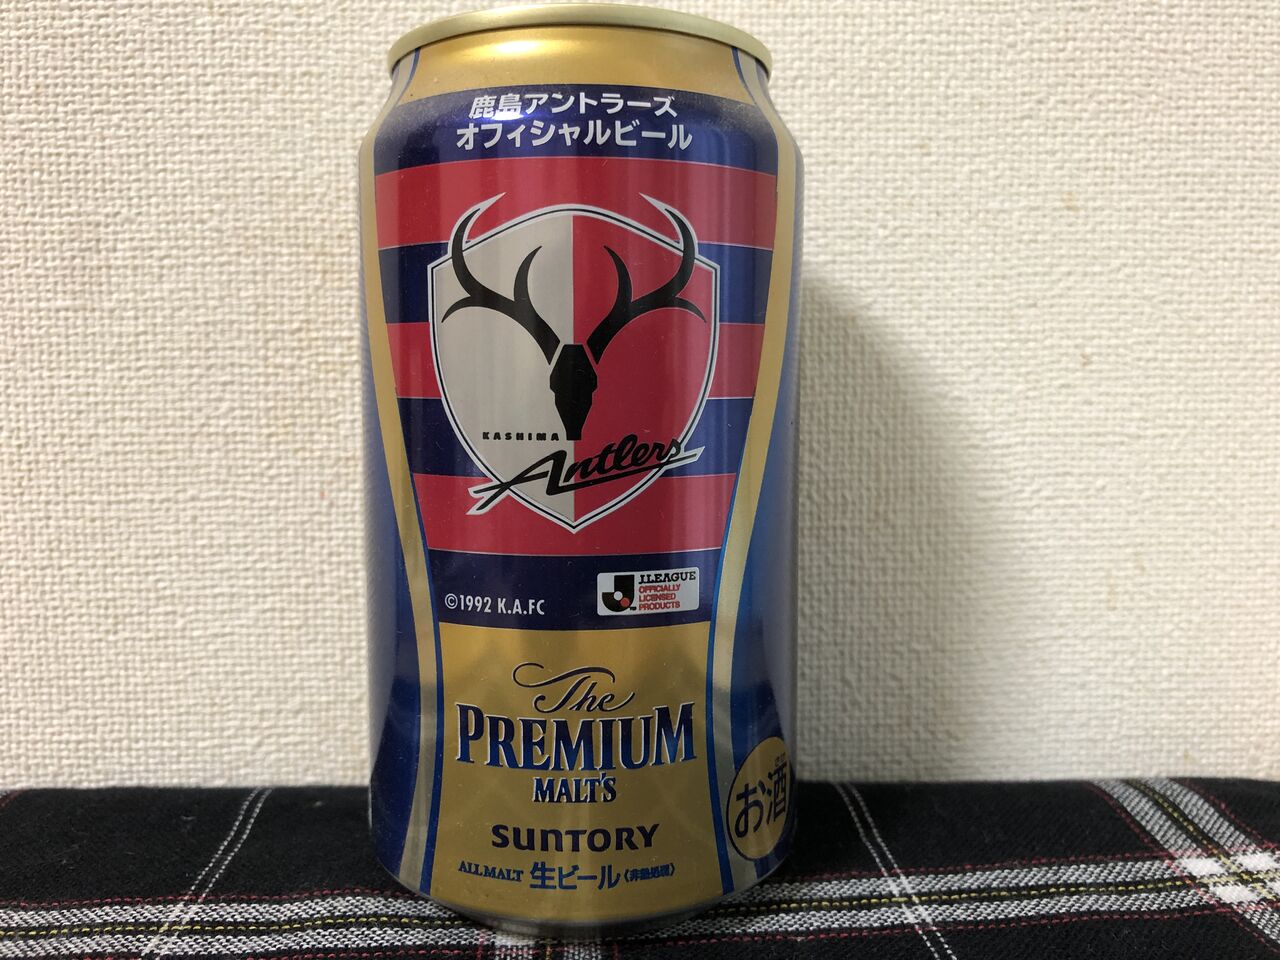 鹿島アントラーズ
オフィシャルビール
KASHIMA
Antlers
©1992 K.A.FC
J.LEAGUE
OFFICIALLY
LICENSED
PRODUCTS
The
PREMIUM
MALT'S
SUNTORY
ALL MALT 生ビール〈非熱処理〉
お酒